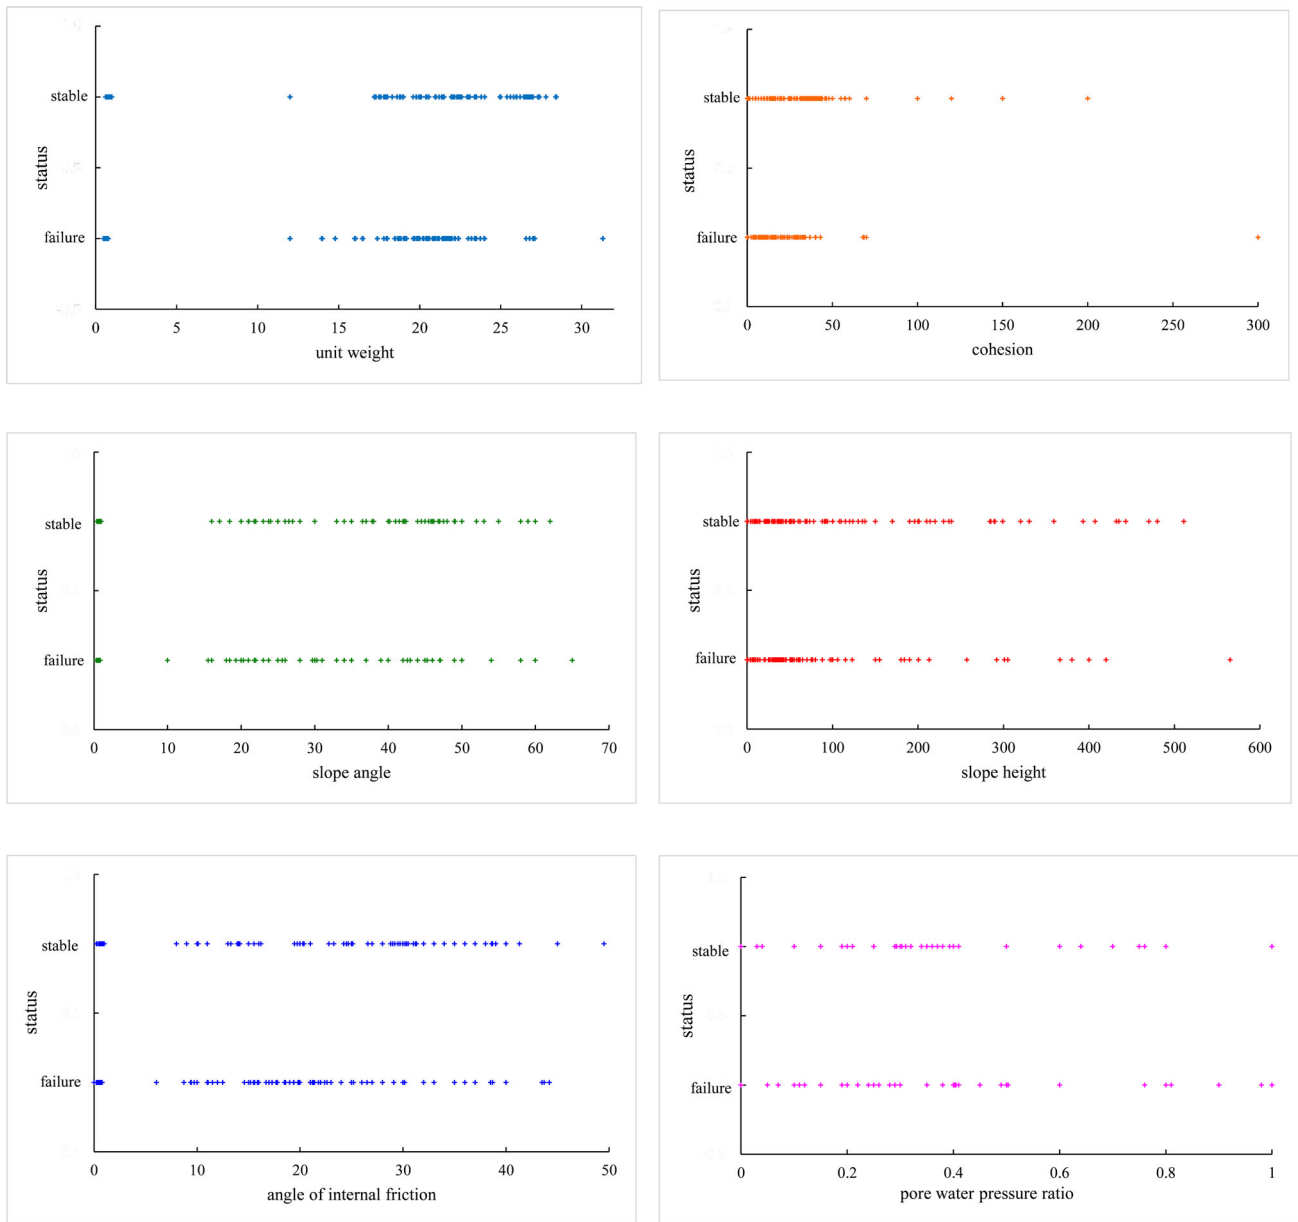 stable
status
failure
0 5 10 15 20 25 30
unit weight
stable
status
failure
0 50 100 150 200 250 300
cohesion
stable
status
failure
0 10 20 30 40 50 60 70
slope angle
stable
status
failure
0 100 200 300 400 500 600
slope height
stable
status
failure
0 10 20 30 40 50
angle of internal friction
stable
status
failure
0 0.2 0.4 0.6 0.8 1
pore water pressure ratio